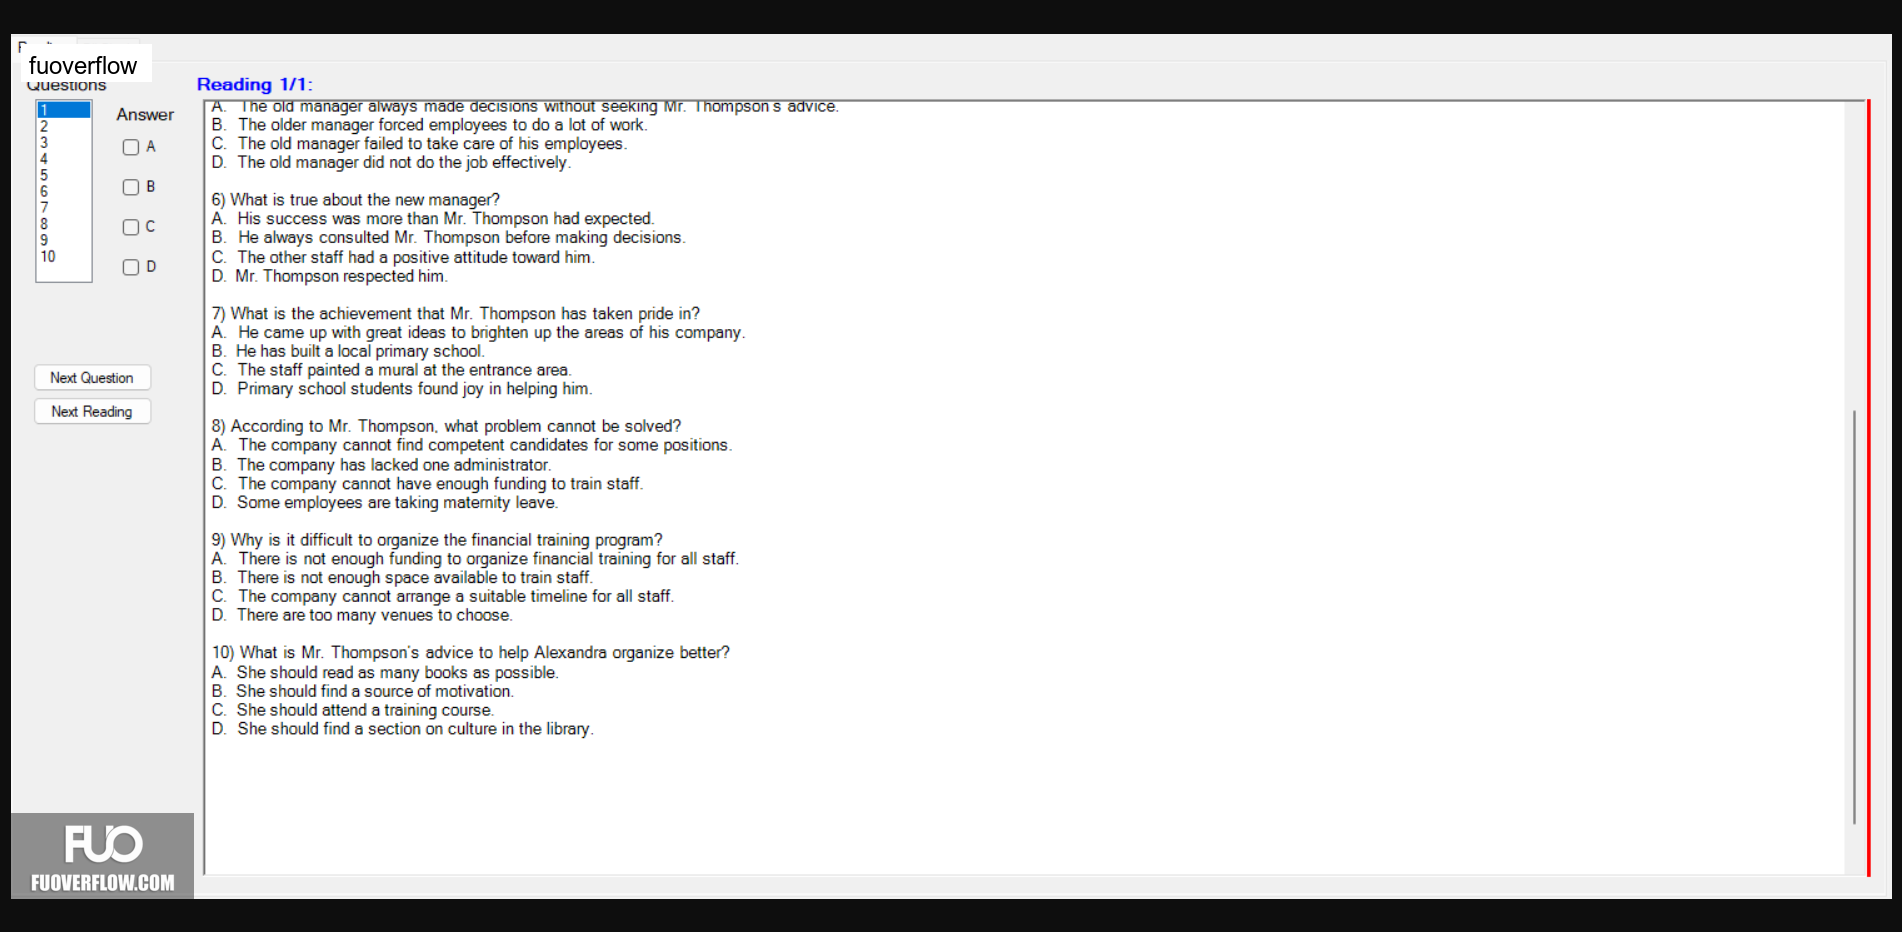 fuoverflow
Questions
Reading 1/1:
1
2
3
4
5
6
7
8
9
10
Answer
A
B
C
D
Next Question
Next Reading
A. The old manager always made decisions without seeking Mr. Thompson's advice.
B. The older manager forced employees to do a lot of work.
C. The old manager failed to take care of his employees.
D. The old manager did not do the job effectively.
6) What is true about the new manager?
A. His success was more than Mr. Thompson had expected.
B. He always consulted Mr. Thompson before making decisions.
C. The other staff had a positive attitude toward him.
D. Mr. Thompson respected him.
7) What is the achievement that Mr. Thompson has taken pride in?
A. He came up with great ideas to brighten up the areas of his company.
B. He has built a local primary school.
C. The staff painted a mural at the entrance area.
D. Primary school students found joy in helping him.
8) According to Mr. Thompson, what problem cannot be solved?
A. The company cannot find competent candidates for some positions.
B. The company has lacked one administrator.
C. The company cannot have enough funding to train staff.
D. Some employees are taking maternity leave.
9) Why is it difficult to organize the financial training program?
A. There is not enough funding to organize financial training for all staff.
B. There is not enough space available to train staff.
C. The company cannot arrange a suitable timeline for all staff.
D. There are too many venues to choose.
10) What is Mr. Thompson's advice to help Alexandra organize better?
A. She should read as many books as possible.
B. She should find a source of motivation.
C. She should attend a training course.
D. She should find a section on culture in the library.
FUO
FUOVERFLOW.COM